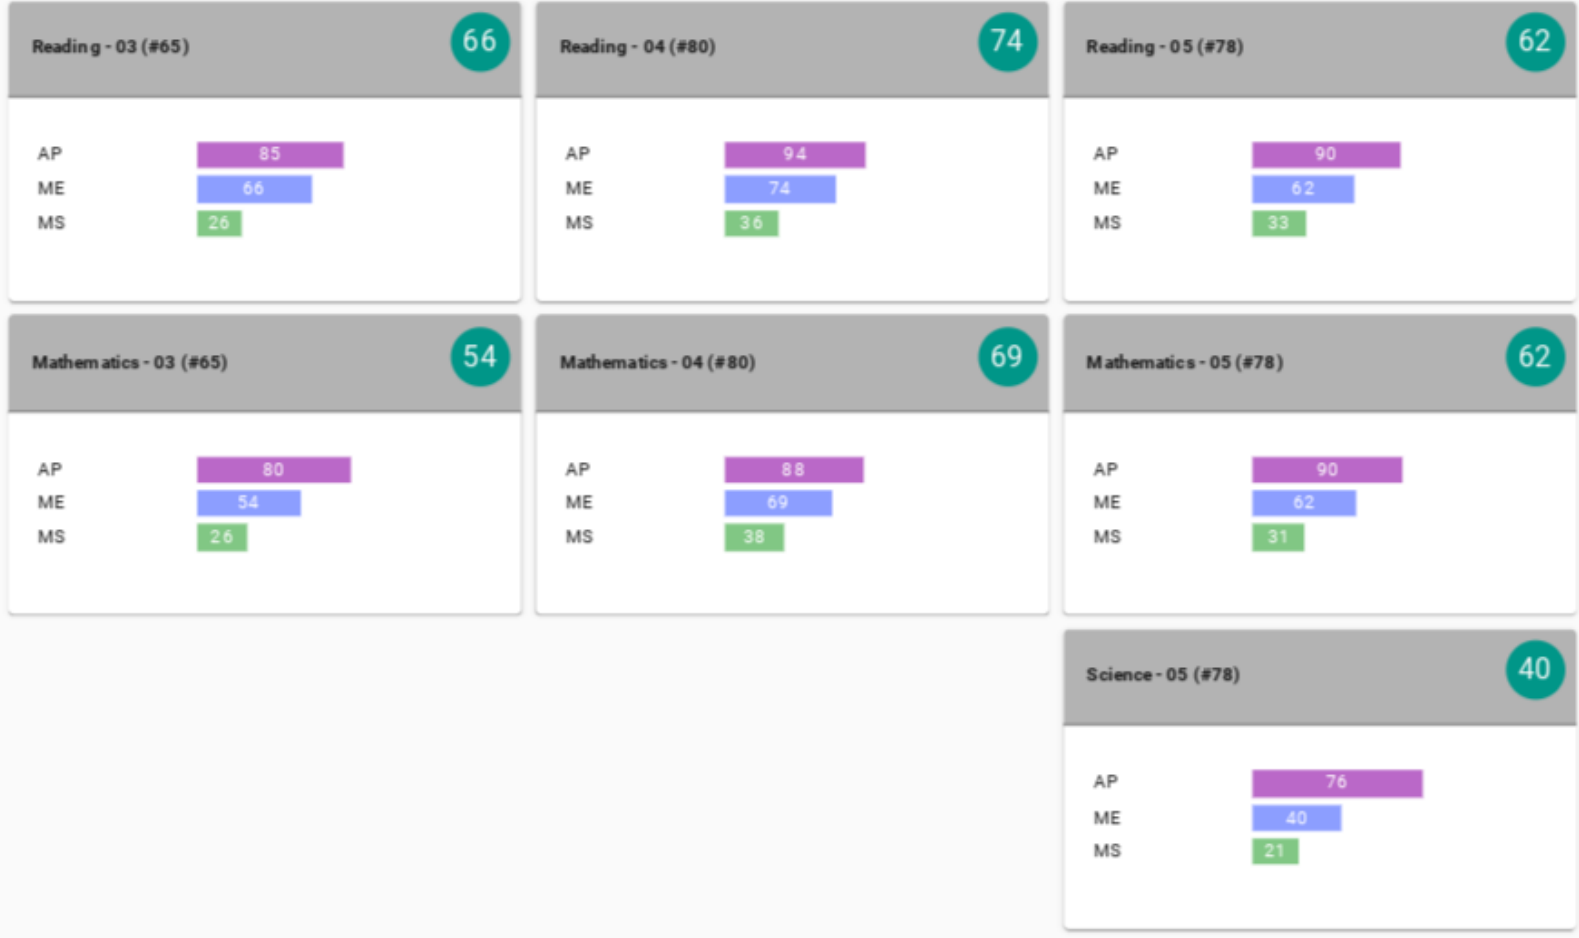 Reading - 03 (#65) 66
AP 85
ME 66
MS 26
Reading - 04 (#80) 74
AP 94
ME 74
MS 36
Reading - 05 (#78) 62
AP 90
ME 62
MS 33
Mathematics - 03 (#65) 54
AP 80
ME 54
MS 26
Mathematics - 04 (#80) 69
AP 88
ME 69
MS 38
Mathematics - 05 (#78) 62
AP 90
ME 62
MS 31
Science - 05 (#78) 40
AP 76
ME 40
MS 21